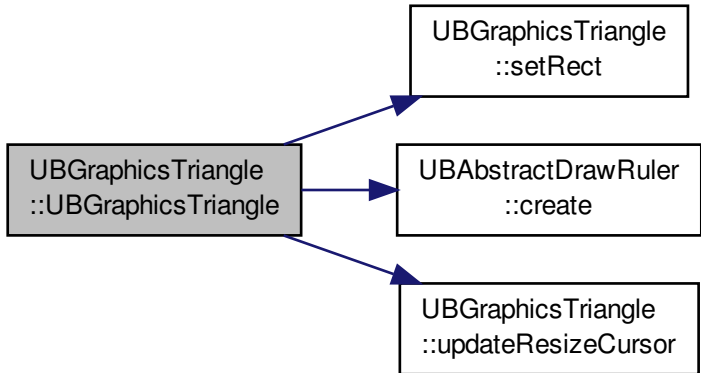 UBGraphicsTriangle
::setRect
UBGraphicsTriangle
::UBGraphicsTriangle
UBAbstractDrawRuler
::create
UBGraphicsTriangle
::updateResizeCursor